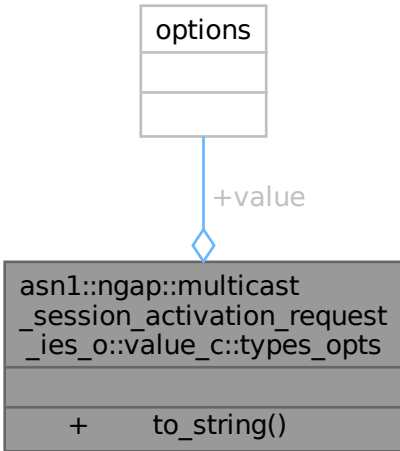 options
+value
asn1::ngap::multicast
_session_activation_request
_ies_o::value_c::types_opts
+ to_string()